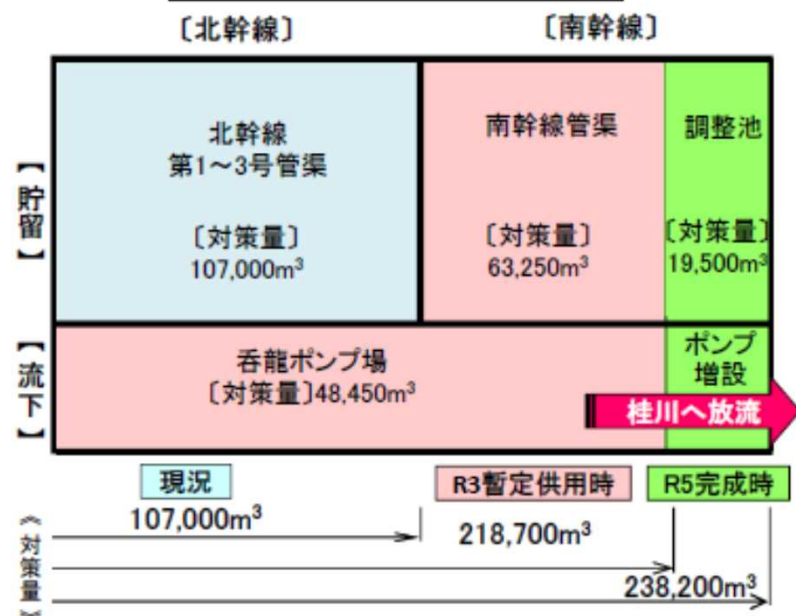 〔北幹線〕
〔南幹線〕
【貯留】
北幹線
第1～3号管渠
〔対策量〕
107,000m³
南幹線管渠
〔対策量〕
63,250m³
調整池
〔対策量〕
19,500m³
【流下】
呑龍ポンプ場
〔対策量〕48,450m³
ポンプ
増設
桂川へ放流
現況
R3暫定供用時
R5完成時
《対策量》
107,000m³
218,700m³
238,200m³